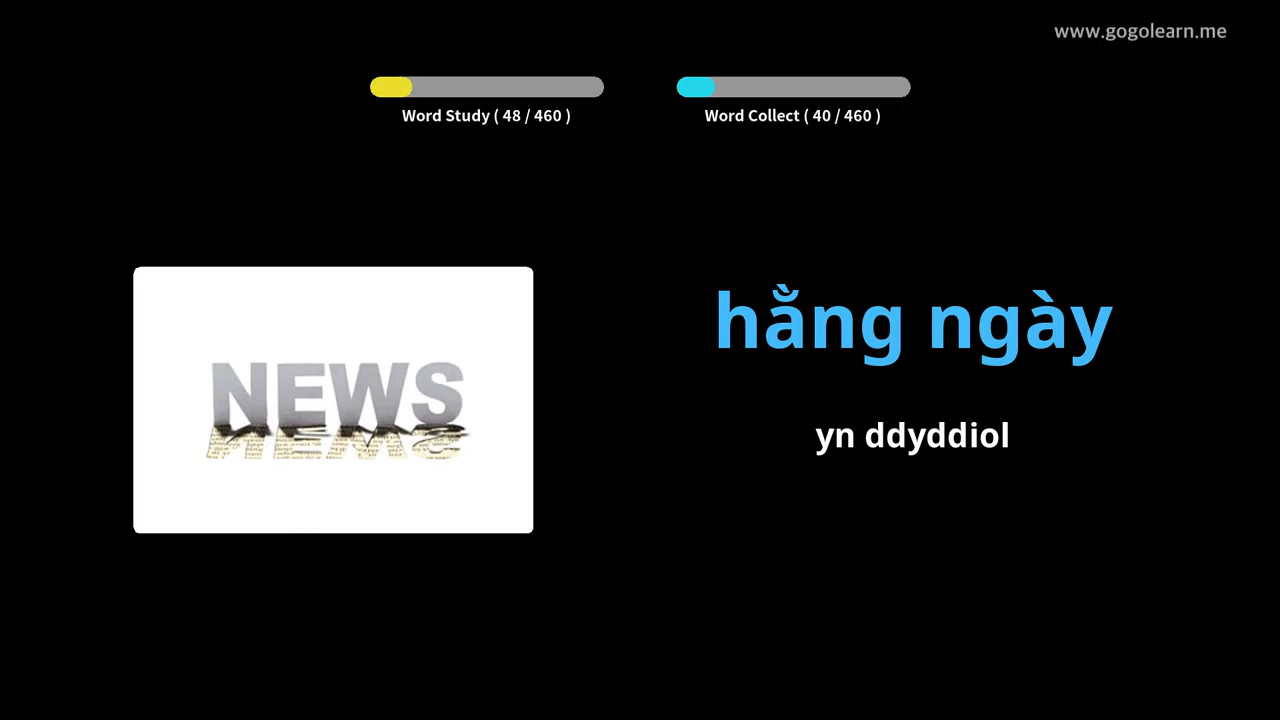 www.gogolearn.me
Word Study ( 48 / 460 )
Word Collect ( 40 / 460 )
NEWS
hằng ngày
yn ddyddiol